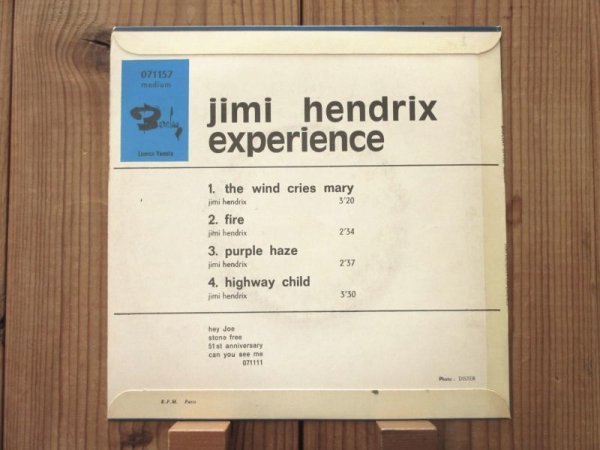 071157
medium
Barclay
Licence Yameta
jimi hendrix
experience
1. the wind cries mary
jimi hendrix 3'20
2. fire
jimi hendrix 2'34
3. purple haze
jimi hendrix 2'37
4. highway child
jimi hendrix 3'30
hey Joe
stone free
51st anniversary
can you see me
071111
Photo : DISTER
R.P.M. Paris